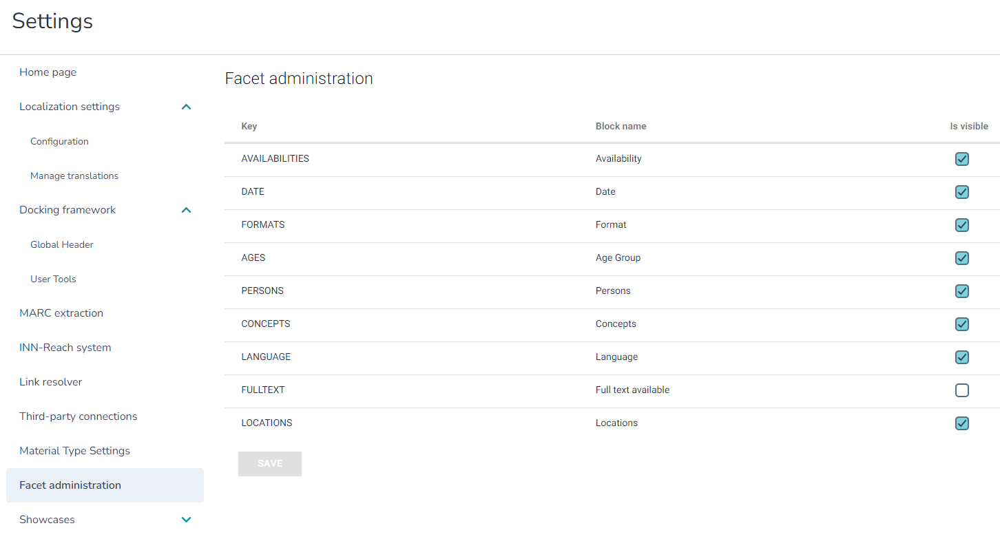 Settings
Home page
Localization settings
Configuration
Manage translations
Docking framework
Global Header
User Tools
MARC extraction
INN-Reach system
Link resolver
Third-party connections
Material Type Settings
Facet administration
Showcases
Facet administration
Key Block name Is visible
AVAILABILITIES Availability
DATE Date
FORMATS Format
AGES Age Group
PERSONS Persons
CONCEPTS Concepts
LANGUAGE Language
FULLTEXT Full text available
LOCATIONS Locations
SAVE